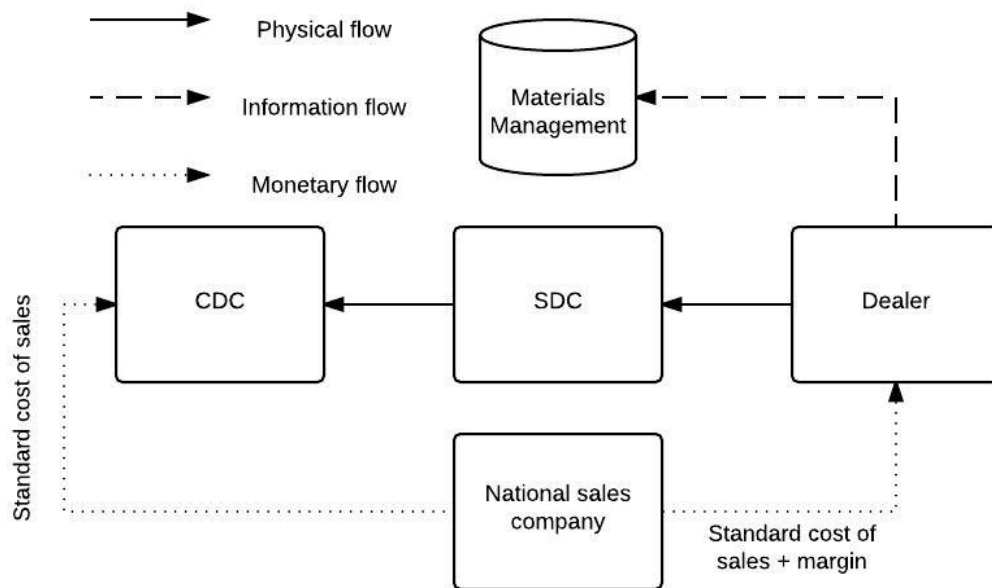 Physical flow
Information flow
Monetary flow
Materials
Management
CDC
SDC
Dealer
Standard cost of sales
National sales
company
Standard cost of
sales + margin